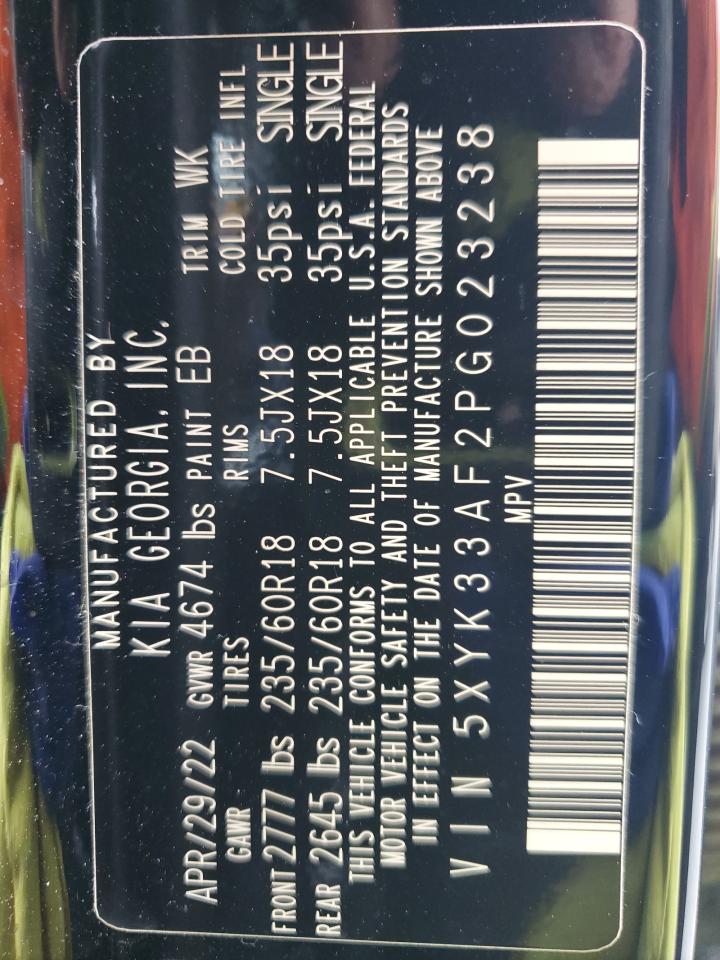 MANUFACTURED BY
KIA GEORGIA, INC.
APR/29/22 GVWR 4674 lbs PAINT EB TRIM WK
GAWR TIRES RIMS COLD TIRE INFL
FRONT 2777 lbs 235/60R18 7.5JX18 35psi SINGLE
REAR 2645 lbs 235/60R18 7.5JX18 35psi SINGLE
THIS VEHICLE CONFORMS TO ALL APPLICABLE U.S.A. FEDERAL
MOTOR VEHICLE SAFETY AND THEFT PREVENTION STANDARDS
IN EFFECT ON THE DATE OF MANUFACTURE SHOWN ABOVE
VIN 5XYK33AF2PG023238
MPV